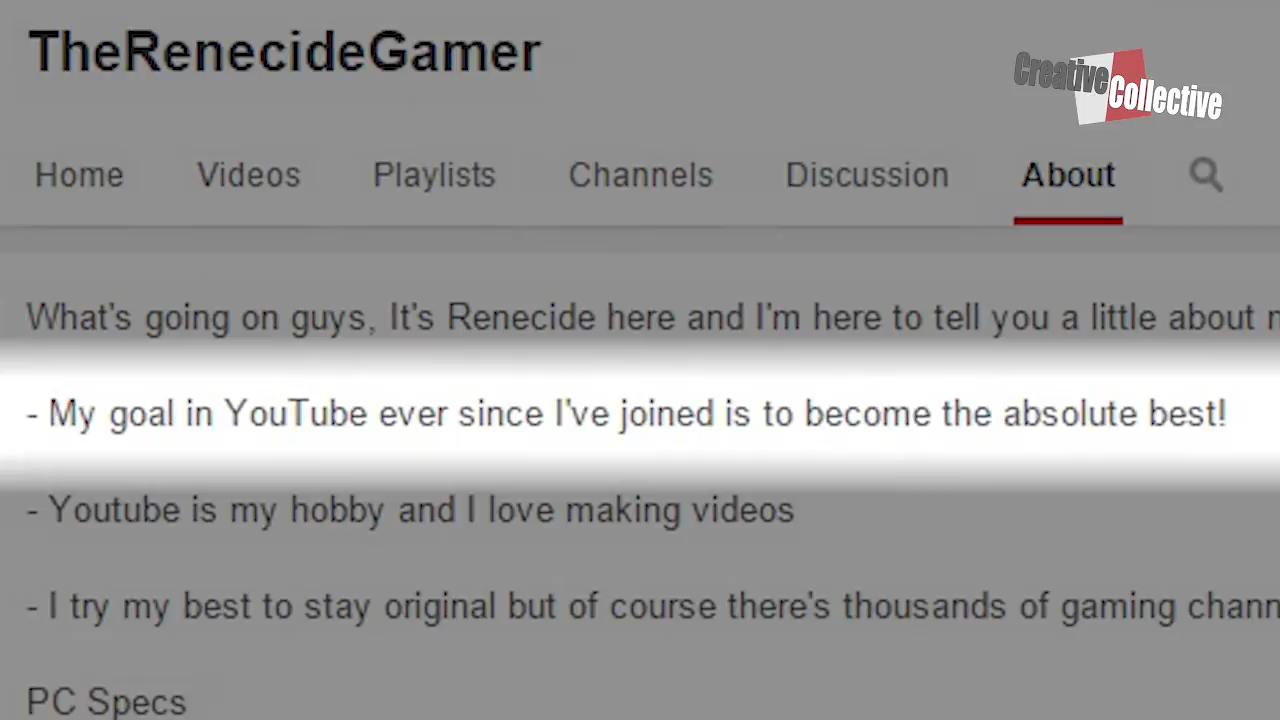 TheRenecideGamer
CreativeCollective
Home Videos Playlists Channels Discussion About
What's going on guys, It's Renecide here and I'm here to tell you a little about
- My goal in YouTube ever since I've joined is to become the absolute best!
- Youtube is my hobby and I love making videos
- I try my best to stay original but of course there's thousands of gaming chann
PC Specs